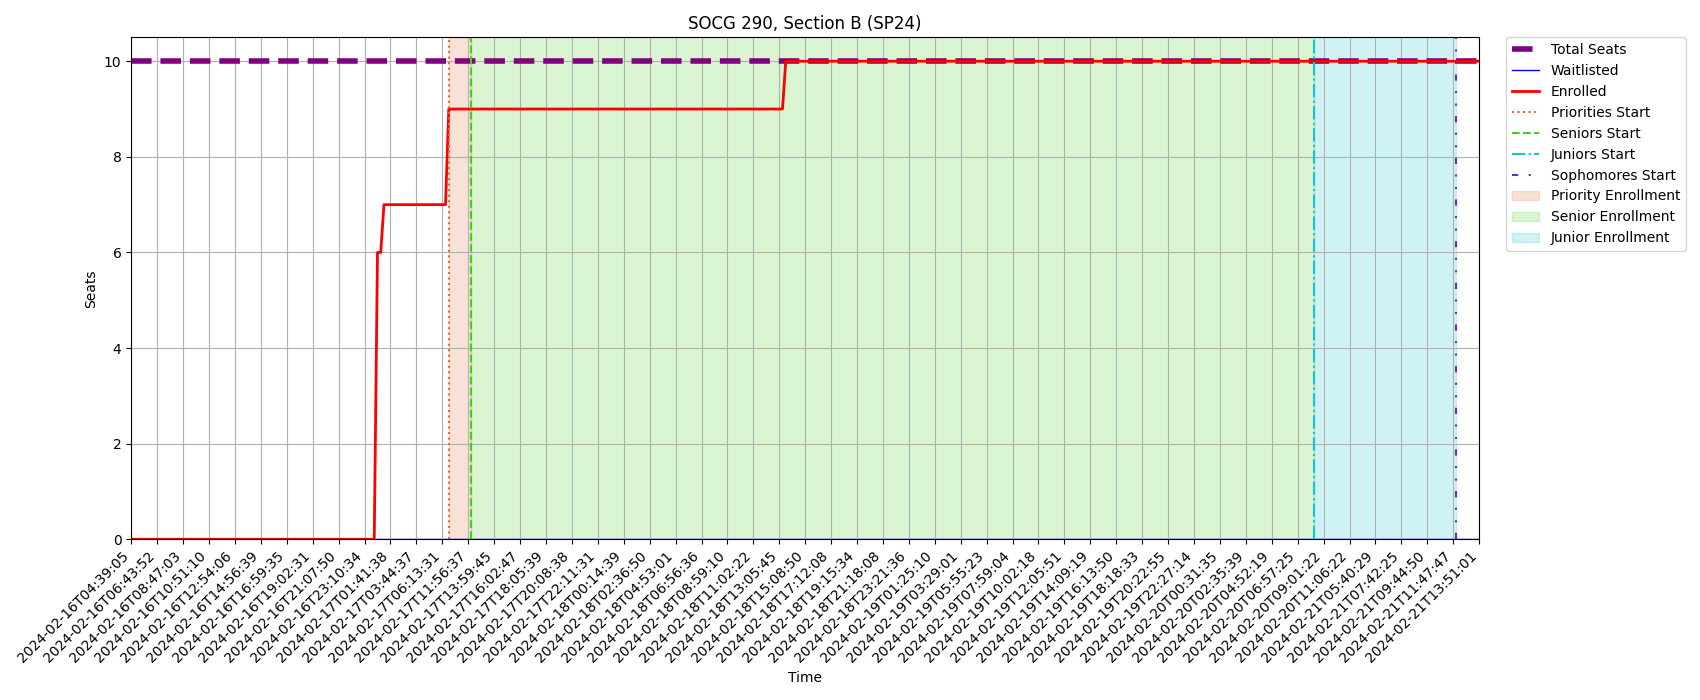 SOCG 290, Section B (SP24)
Total Seats
Waitlisted
Enrolled
Priorities Start
Seniors Start
Juniors Start
Sophomores Start
Priority Enrollment
Senior Enrollment
Junior Enrollment
10
8
6
4
2
0
Seats
2024-02-16T04:39:05
2024-02-16T06:43:52
2024-02-16T08:47:03
2024-02-16T10:51:10
2024-02-16T12:54:06
2024-02-16T14:56:39
2024-02-16T16:59:35
2024-02-16T19:02:31
2024-02-16T21:07:50
2024-02-16T23:10:34
2024-02-17T01:41:38
2024-02-17T03:44:37
2024-02-17T06:13:31
2024-02-17T11:56:37
2024-02-17T13:59:45
2024-02-17T16:02:47
2024-02-17T18:05:39
2024-02-17T20:08:38
2024-02-17T22:11:31
2024-02-18T00:14:39
2024-02-18T02:36:50
2024-02-18T04:53:01
2024-02-18T06:56:36
2024-02-18T08:59:10
2024-02-18T11:02:22
2024-02-18T13:05:45
2024-02-18T15:08:50
2024-02-18T17:12:08
2024-02-18T19:15:34
2024-02-18T21:18:08
2024-02-18T23:21:36
2024-02-19T01:25:10
2024-02-19T03:29:01
2024-02-19T05:55:23
2024-02-19T07:59:04
2024-02-19T10:02:18
2024-02-19T12:05:51
2024-02-19T14:09:19
2024-02-19T16:13:50
2024-02-19T18:18:33
2024-02-19T20:22:55
2024-02-19T22:27:14
2024-02-20T00:31:35
2024-02-20T02:35:39
2024-02-20T04:52:19
2024-02-20T06:57:25
2024-02-20T09:01:22
2024-02-20T11:06:22
2024-02-21T05:40:29
2024-02-21T07:42:25
2024-02-21T09:44:50
2024-02-21T11:47:47
2024-02-21T13:51:01
Time